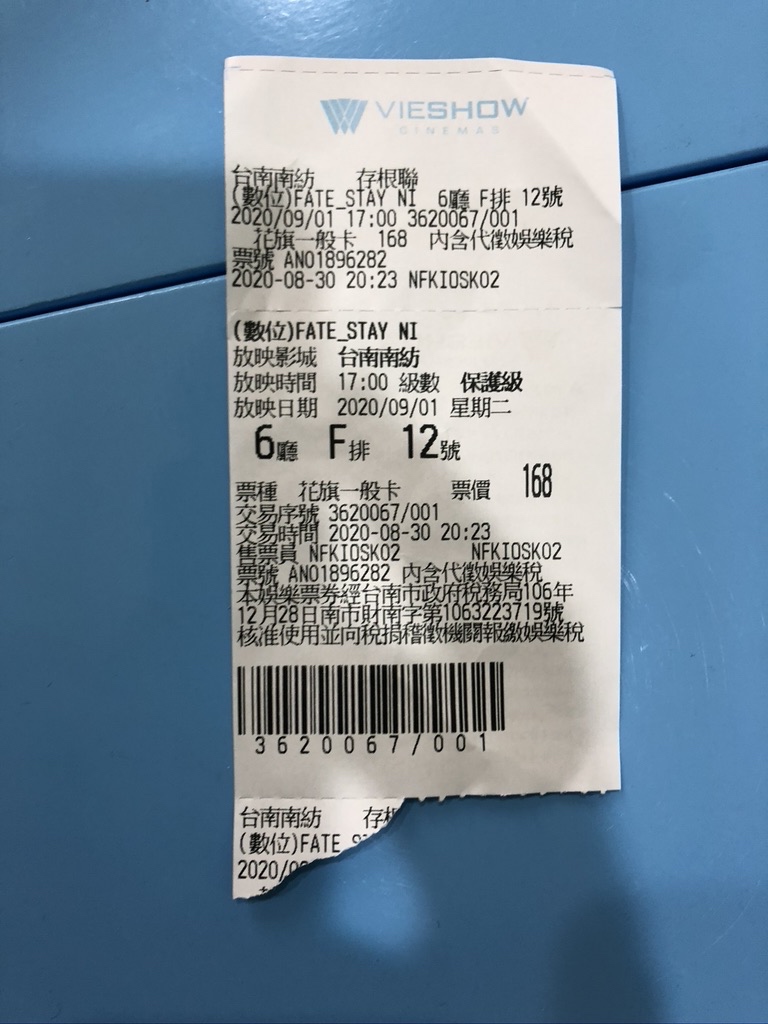 VIESHOW
CINEMAS
台南南紡 存根聯
(數位)FATE_STAY NI 6廳 F排 12號
2020/09/01 17:00 3620067/001
花旗一般卡 168 內含代徵娛樂稅
票號 AN01896282
2020-08-30 20:23 NFKIOSK02
(數位)FATE_STAY NI
放映影城 台南南紡
放映時間 17:00 級數 保護級
放映日期 2020/09/01 星期二
6廳 F排 12號
票種 花旗一般卡 票價 168
交易序號 3620067/001
交易時間 2020-08-30 20:23
售票員 NFKIOSK02 NFKIOSK02
票號 AN01896282 內含代徵娛樂稅
本娛樂票券經台南市政府稅務局106年
12月28日南市財南字第1063223719號
核准使用並向稅捐稽徵機關報繳娛樂稅
3620067/001
台南南紡 存根
(數位)FATE
2020/0